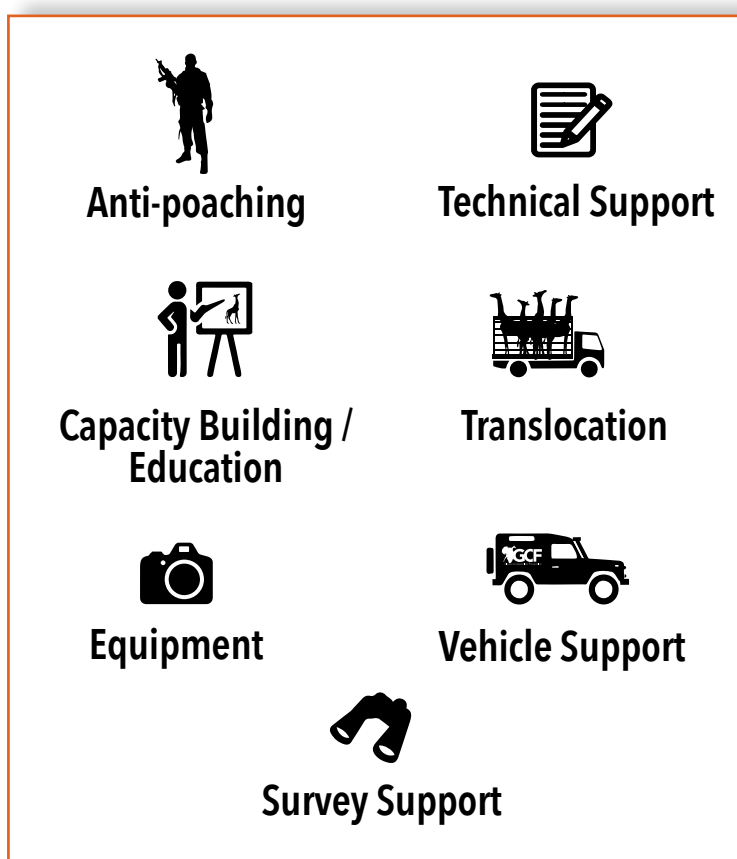 Anti-poaching
Technical Support
Capacity Building /
Education
Translocation
GCF
Equipment
Vehicle Support
Survey Support